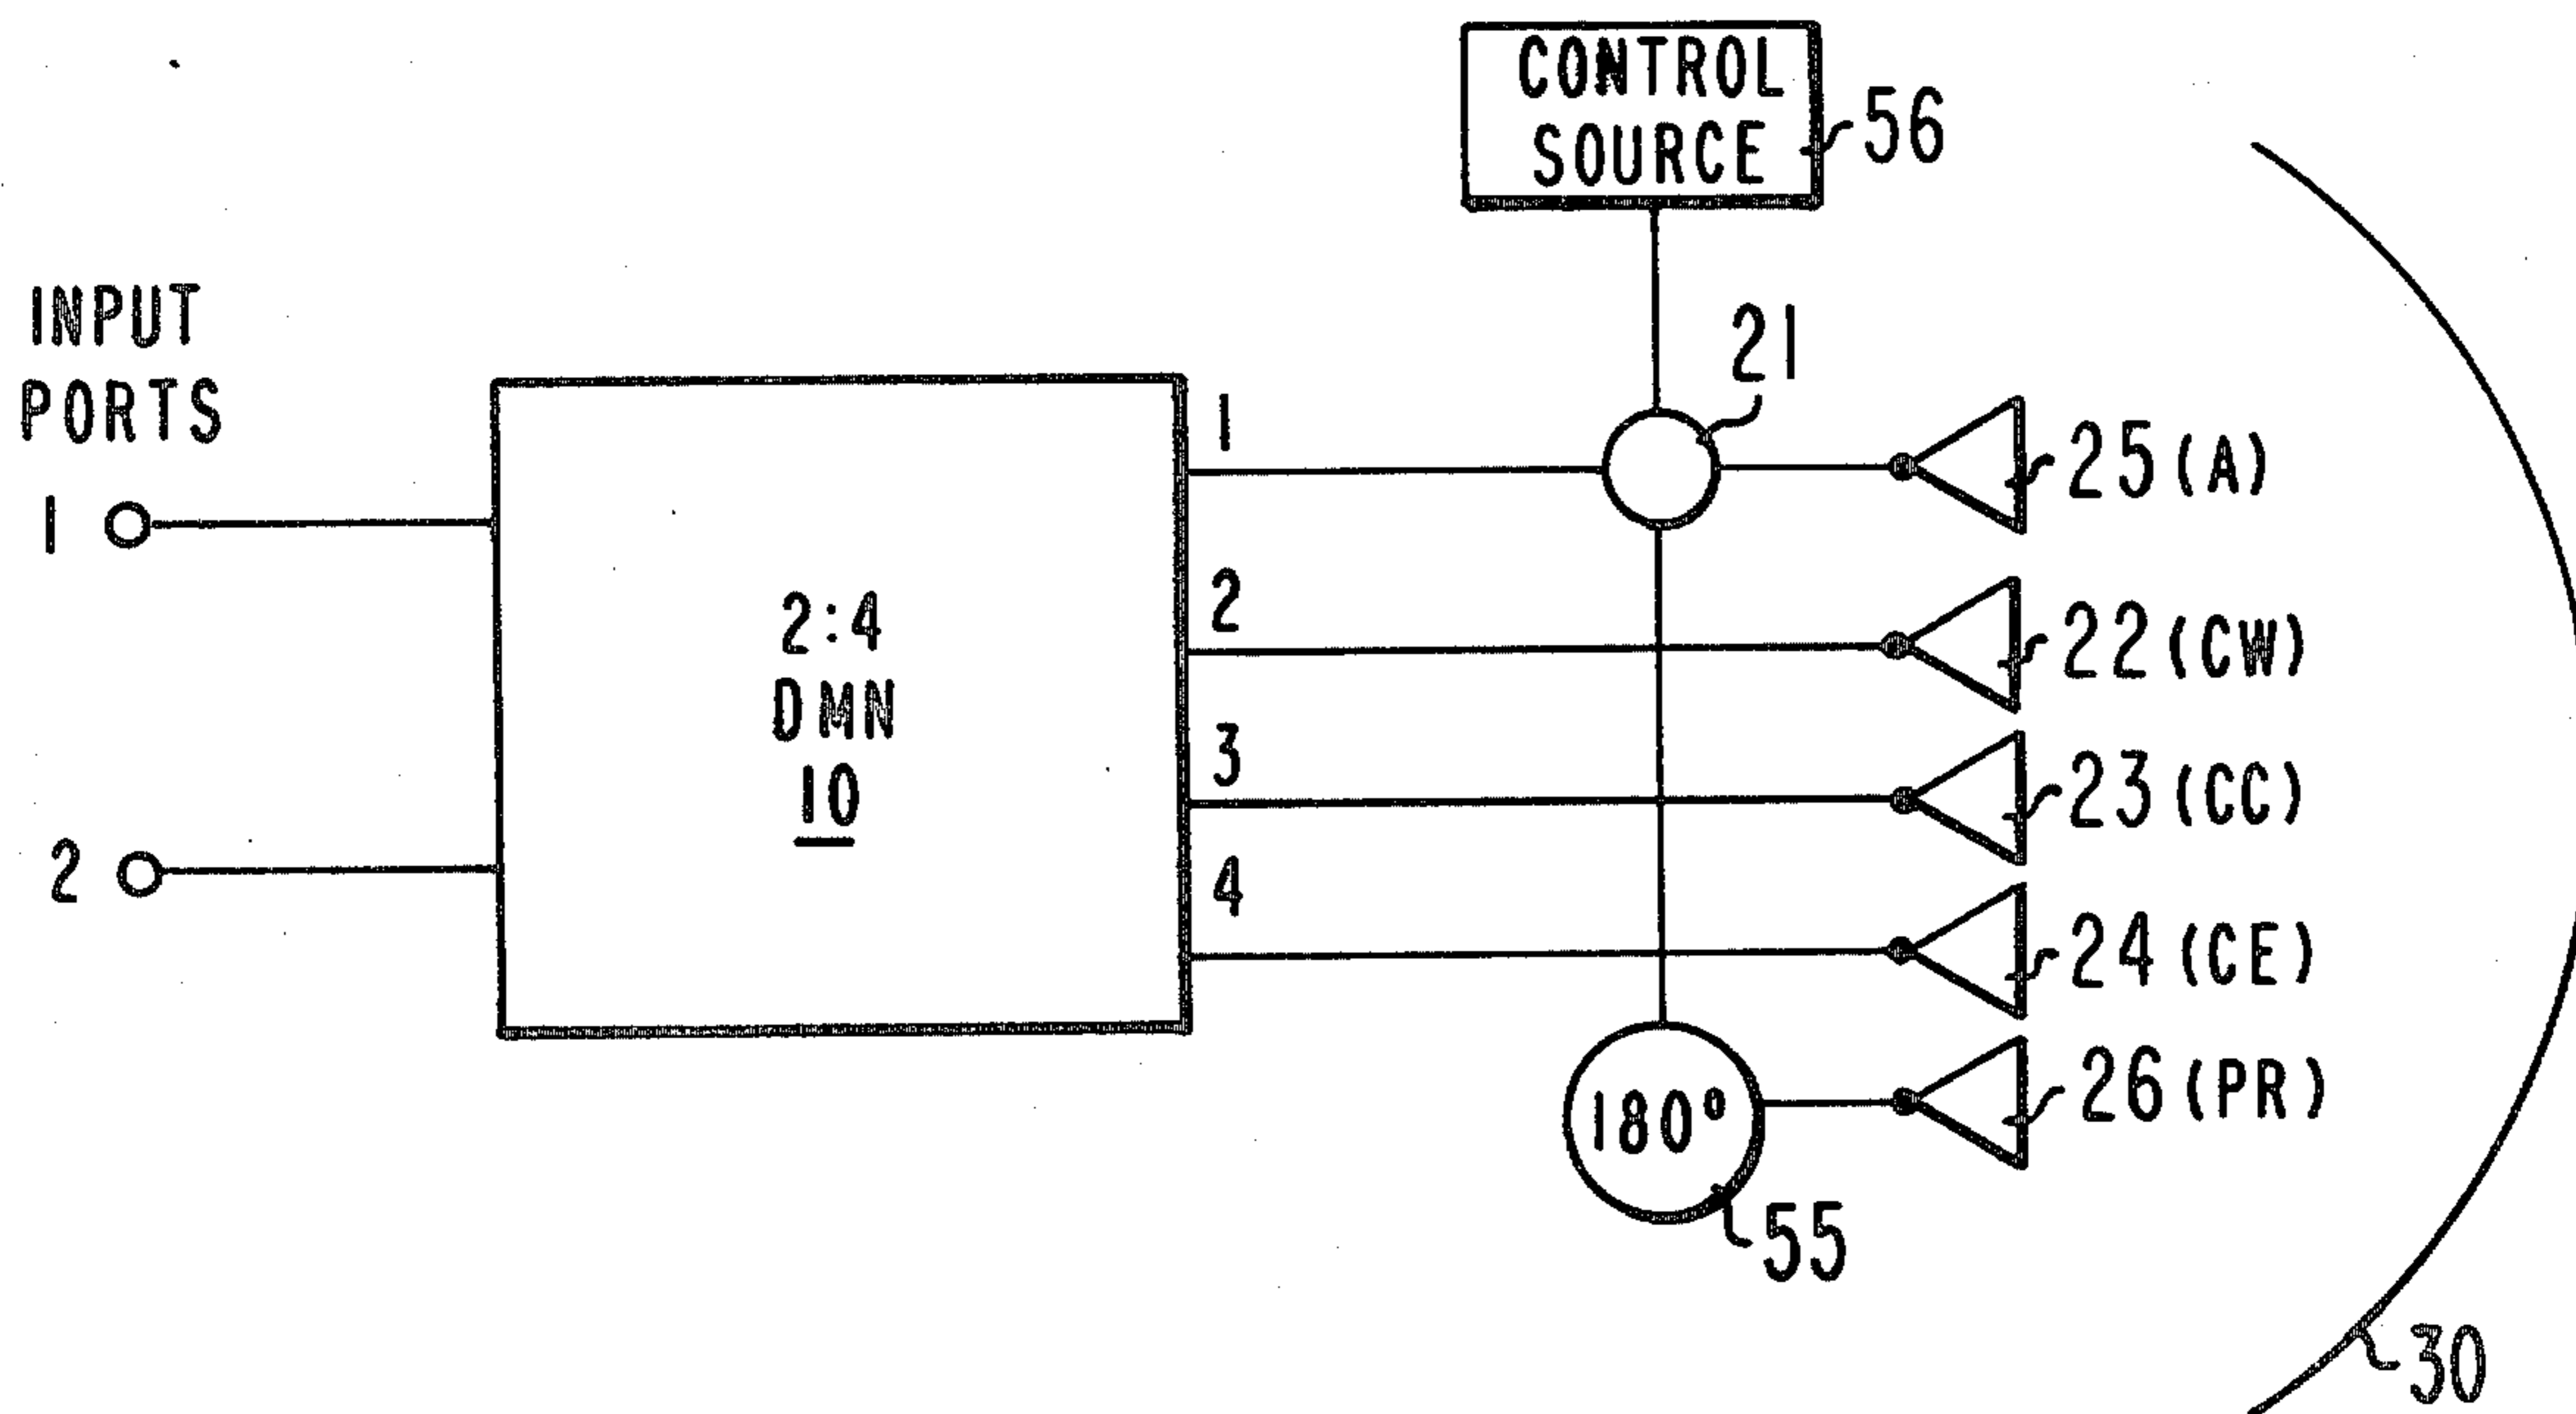 CONTROL
SOURCE
56
INPUT
PORTS
1
2
2:4
DMN
10
1
2
3
4
21
25 (A)
22 (CW)
23 (CC)
24 (CE)
26 (PR)
180°
55
30